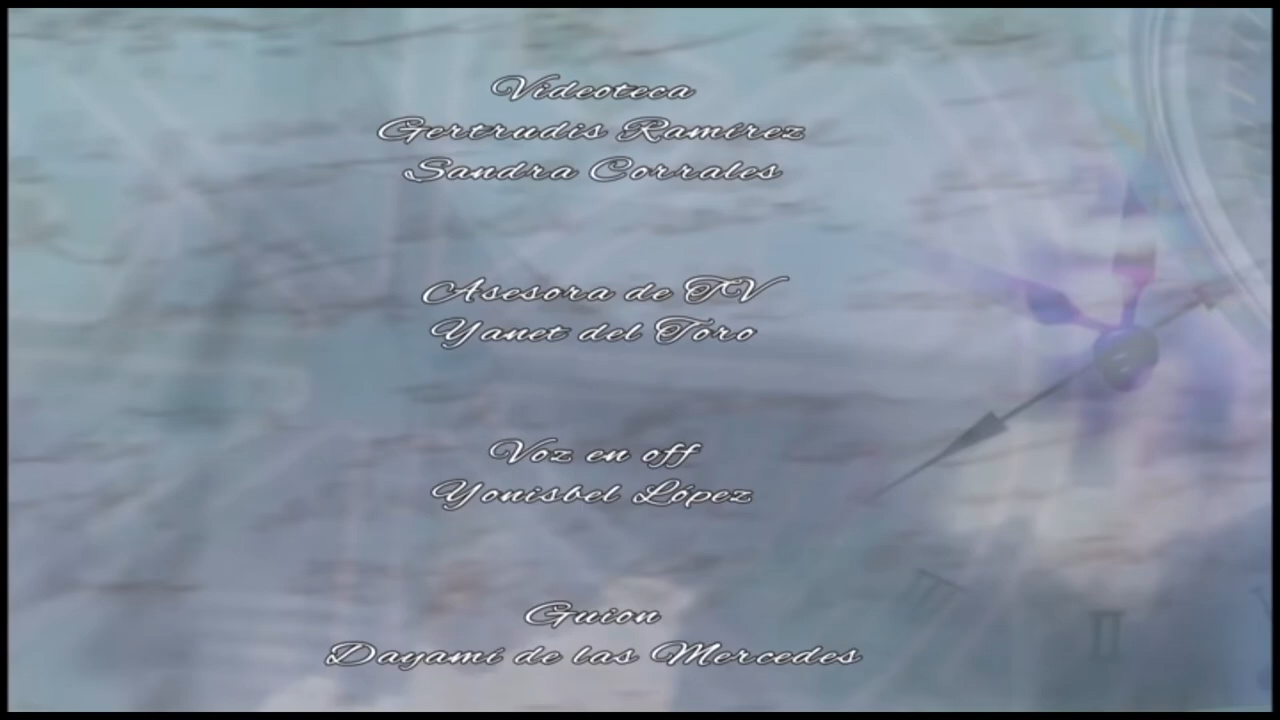 Videoteca
Gertrudis Ramírez
Sandra Corrales
Asesora de TV
Yanet del Toro
Voz en off
Yonisbel López
Guion
Dayamí de las Mercedes